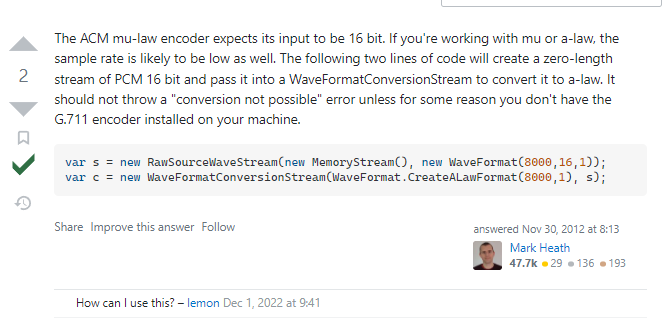 The ACM mu-law encoder expects its input to be 16 bit. If you're working with mu or a-law, the
sample rate is likely to be low as well. The following two lines of code will create a zero-length
stream of PCM 16 bit and pass it into a WaveFormatConversionStream to convert it to a-law. It
should not throw a "conversion not possible" error unless for some reason you don't have the
G.711 encoder installed on your machine.
2
var s = new RawSourceWaveStream(new MemoryStream(), new WaveFormat(8000,16,1));
var c = new WaveFormatConversionStream(WaveFormat.CreateALawFormat(8000,1), s);
Share Improve this answer Follow
answered Nov 30, 2012 at 8:13
Mark Heath
47.7k 29 136 193
How can I use this? – lemon Dec 1, 2022 at 9:41